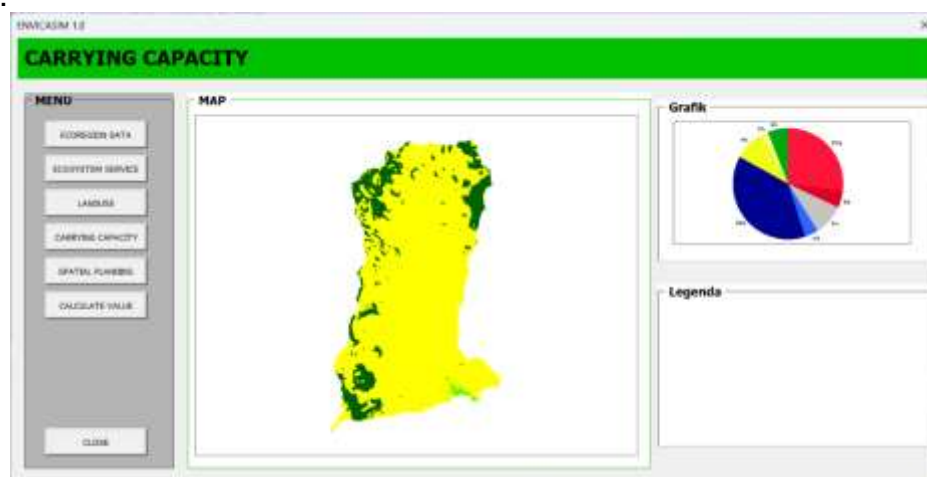 ENVICASIM 1.0
CARRYING CAPACITY
MENU
ECOREGION DATA
ECOSYSTEM SERVICE
LANDUSE
CARRYING CAPACITY
SPATIAL PLANNING
CALCULATE VALUE
CLOSE
MAP
Grafik
Legenda